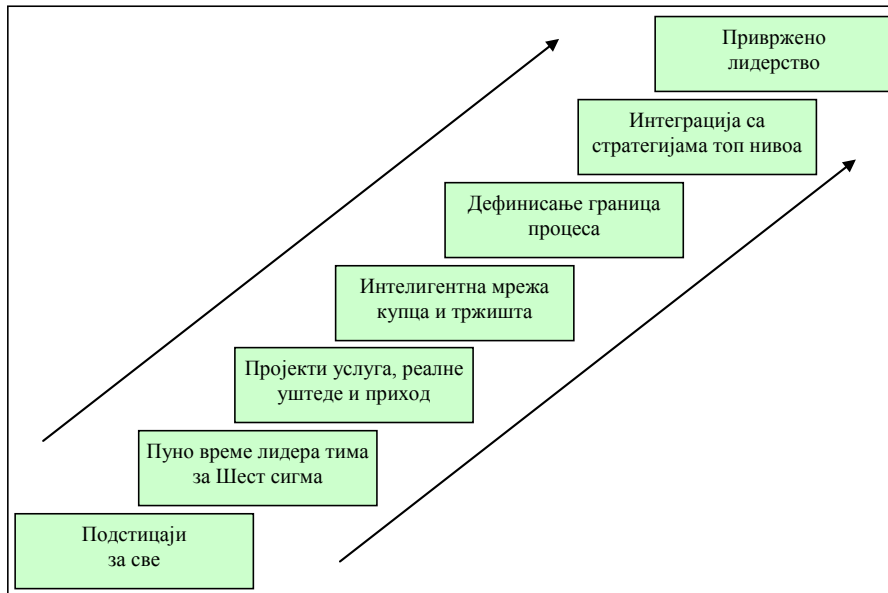 Привржено
лидерство
Интеграција са
стратегијама топ нивоа
Дефинисање граница
процеса
Интелигентна мрежа
купца и тржишта
Пројекти услуга, реалне
уштеде и приход
Пуно време лидера тима
за Шест сигма
Подстицаји
за све